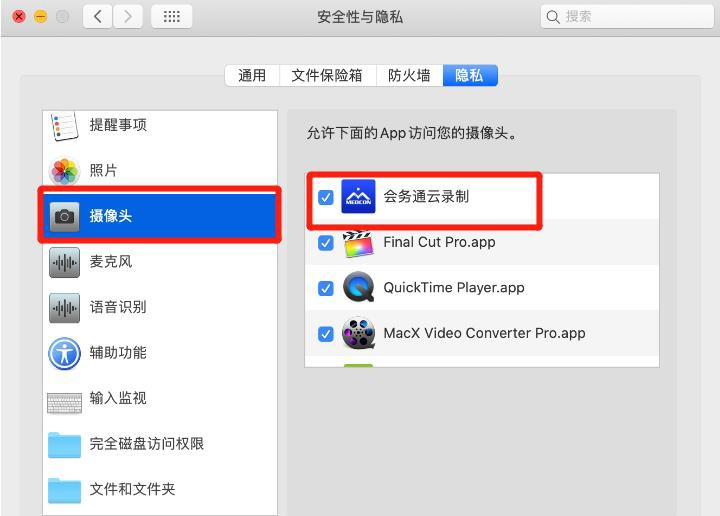 安全性与隐私
搜索
通用 文件保险箱 防火墙 隐私
提醒事项
照片
摄像头
麦克风
语音识别
辅助功能
输入监视
完全磁盘访问权限
文件和文件夹
允许下面的App访问您的摄像头。
MEDCON
会务通云录制
Final Cut Pro.app
QuickTime Player.app
MacX Video Converter Pro.app